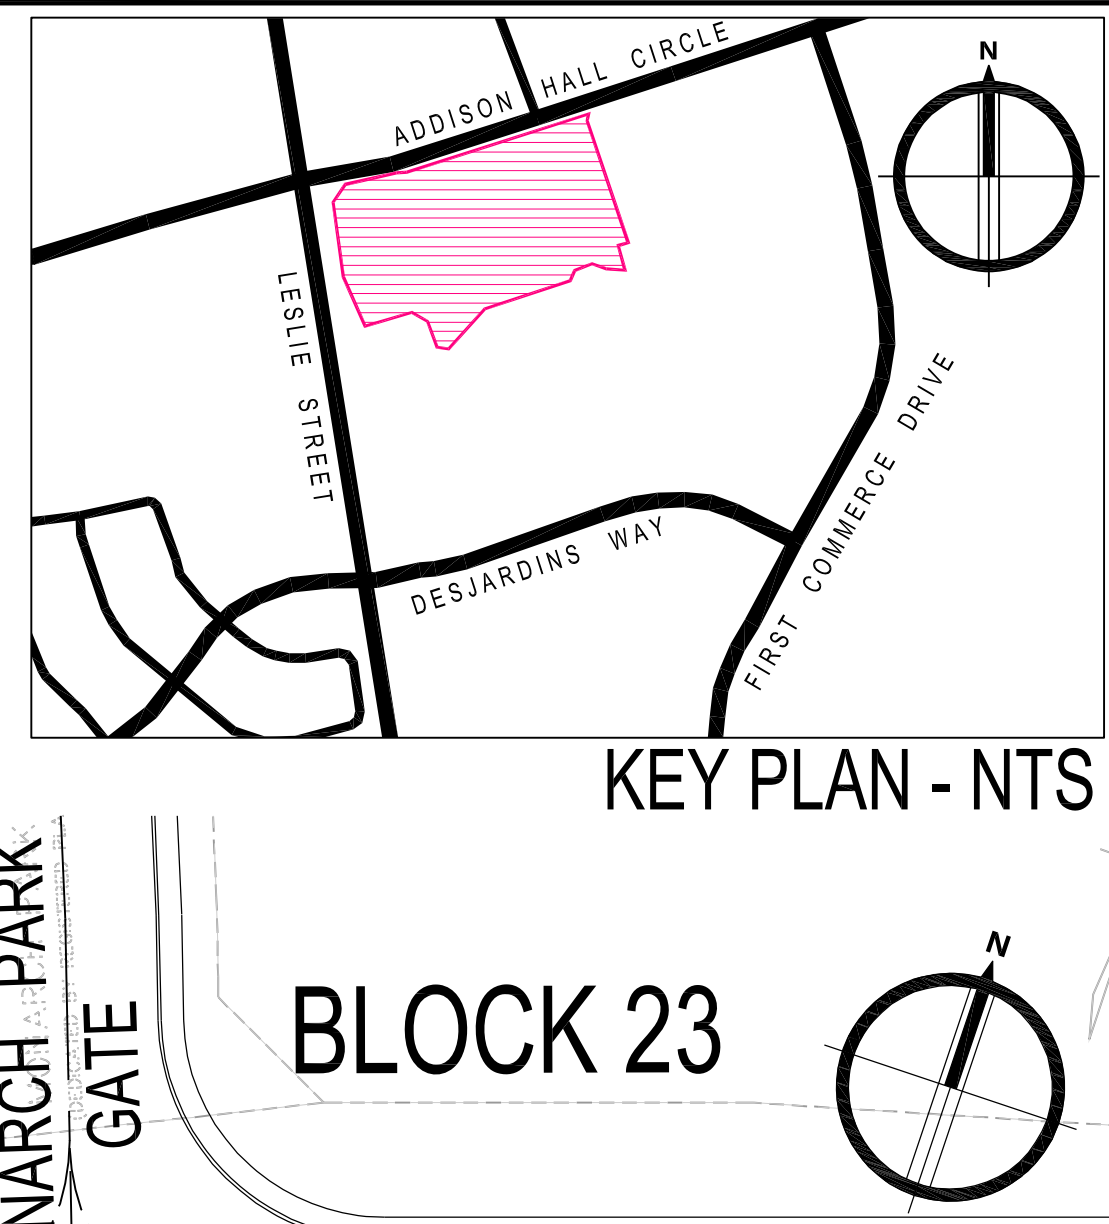 N
ADDISON HALL CIRCLE
LESLIE STREET
DESJARDINS WAY
FIRST COMMERCE DRIVE
KEY PLAN - NTS
NARCH PARK
GATE
BLOCK 23
N